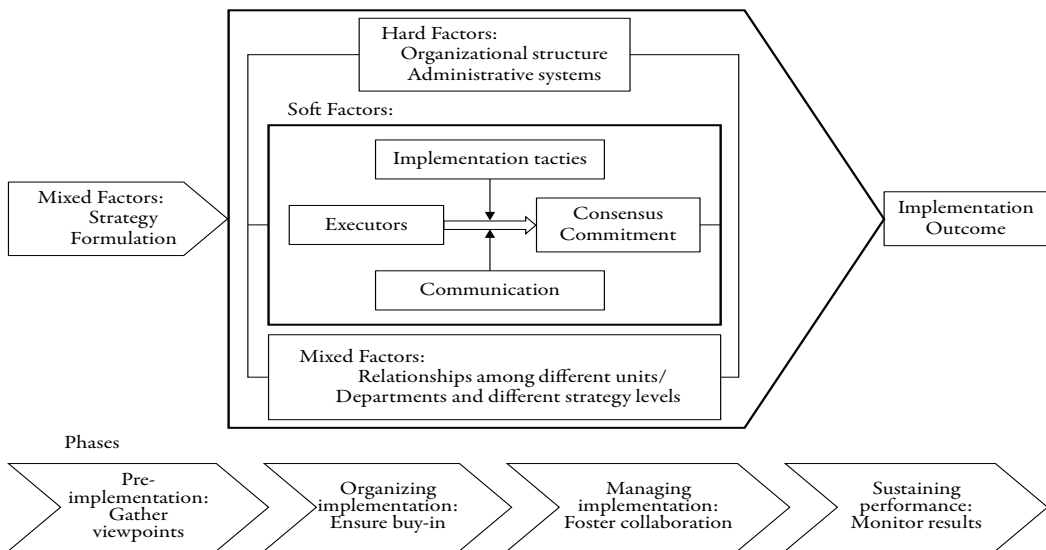 Hard Factors:
Organizational structure
Administrative systems
Soft Factors:
Implementation tacties
Mixed Factors:
Strategy
Formulation
Executors
Consensus
Commitment
Implementation
Outcome
Communication
Mixed Factors:
Relationships among different units/
Departments and different strategy levels
Phases
Pre-
implementation:
Gather
viewpoints
Organizing
implementation:
Ensure buy-in
Managing
implementation:
Foster collaboration
Sustaining
performance:
Monitor results